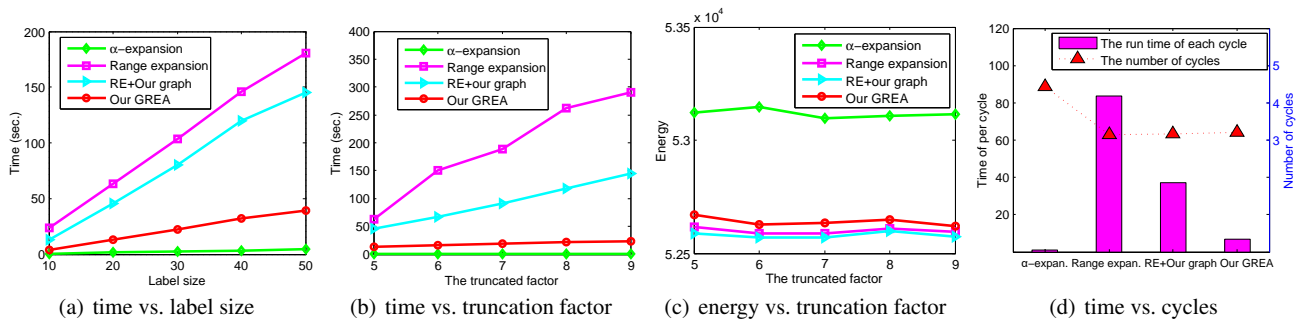 200
150
100
50
0
Time (sec.)
α−expansion
Range expansion
RE+Our graph
Our GREA
10 20 30 40 50
Label size
(a) time vs. label size
400
350
300
250
200
150
100
50
0
Time (sec.)
α−expansion
Range expansion
RE+our graph
Our GREA
5 6 7 8 9
The truncated factor
(b) time vs. truncation factor
x 10^4
5.35
5.3
5.25
Energy
α−expansion
Range expansion
RE+our graph
Our GREA
5 6 7 8 9
The truncated factor
(c) energy vs. truncation factor
120
100
80
60
40
20
Time of per cycle
The run time of each cycle
The number of cycles
5
4
3
Number of cycles
α−expan. Range expan. RE+Our graph Our GREA
(d) time vs. cycles